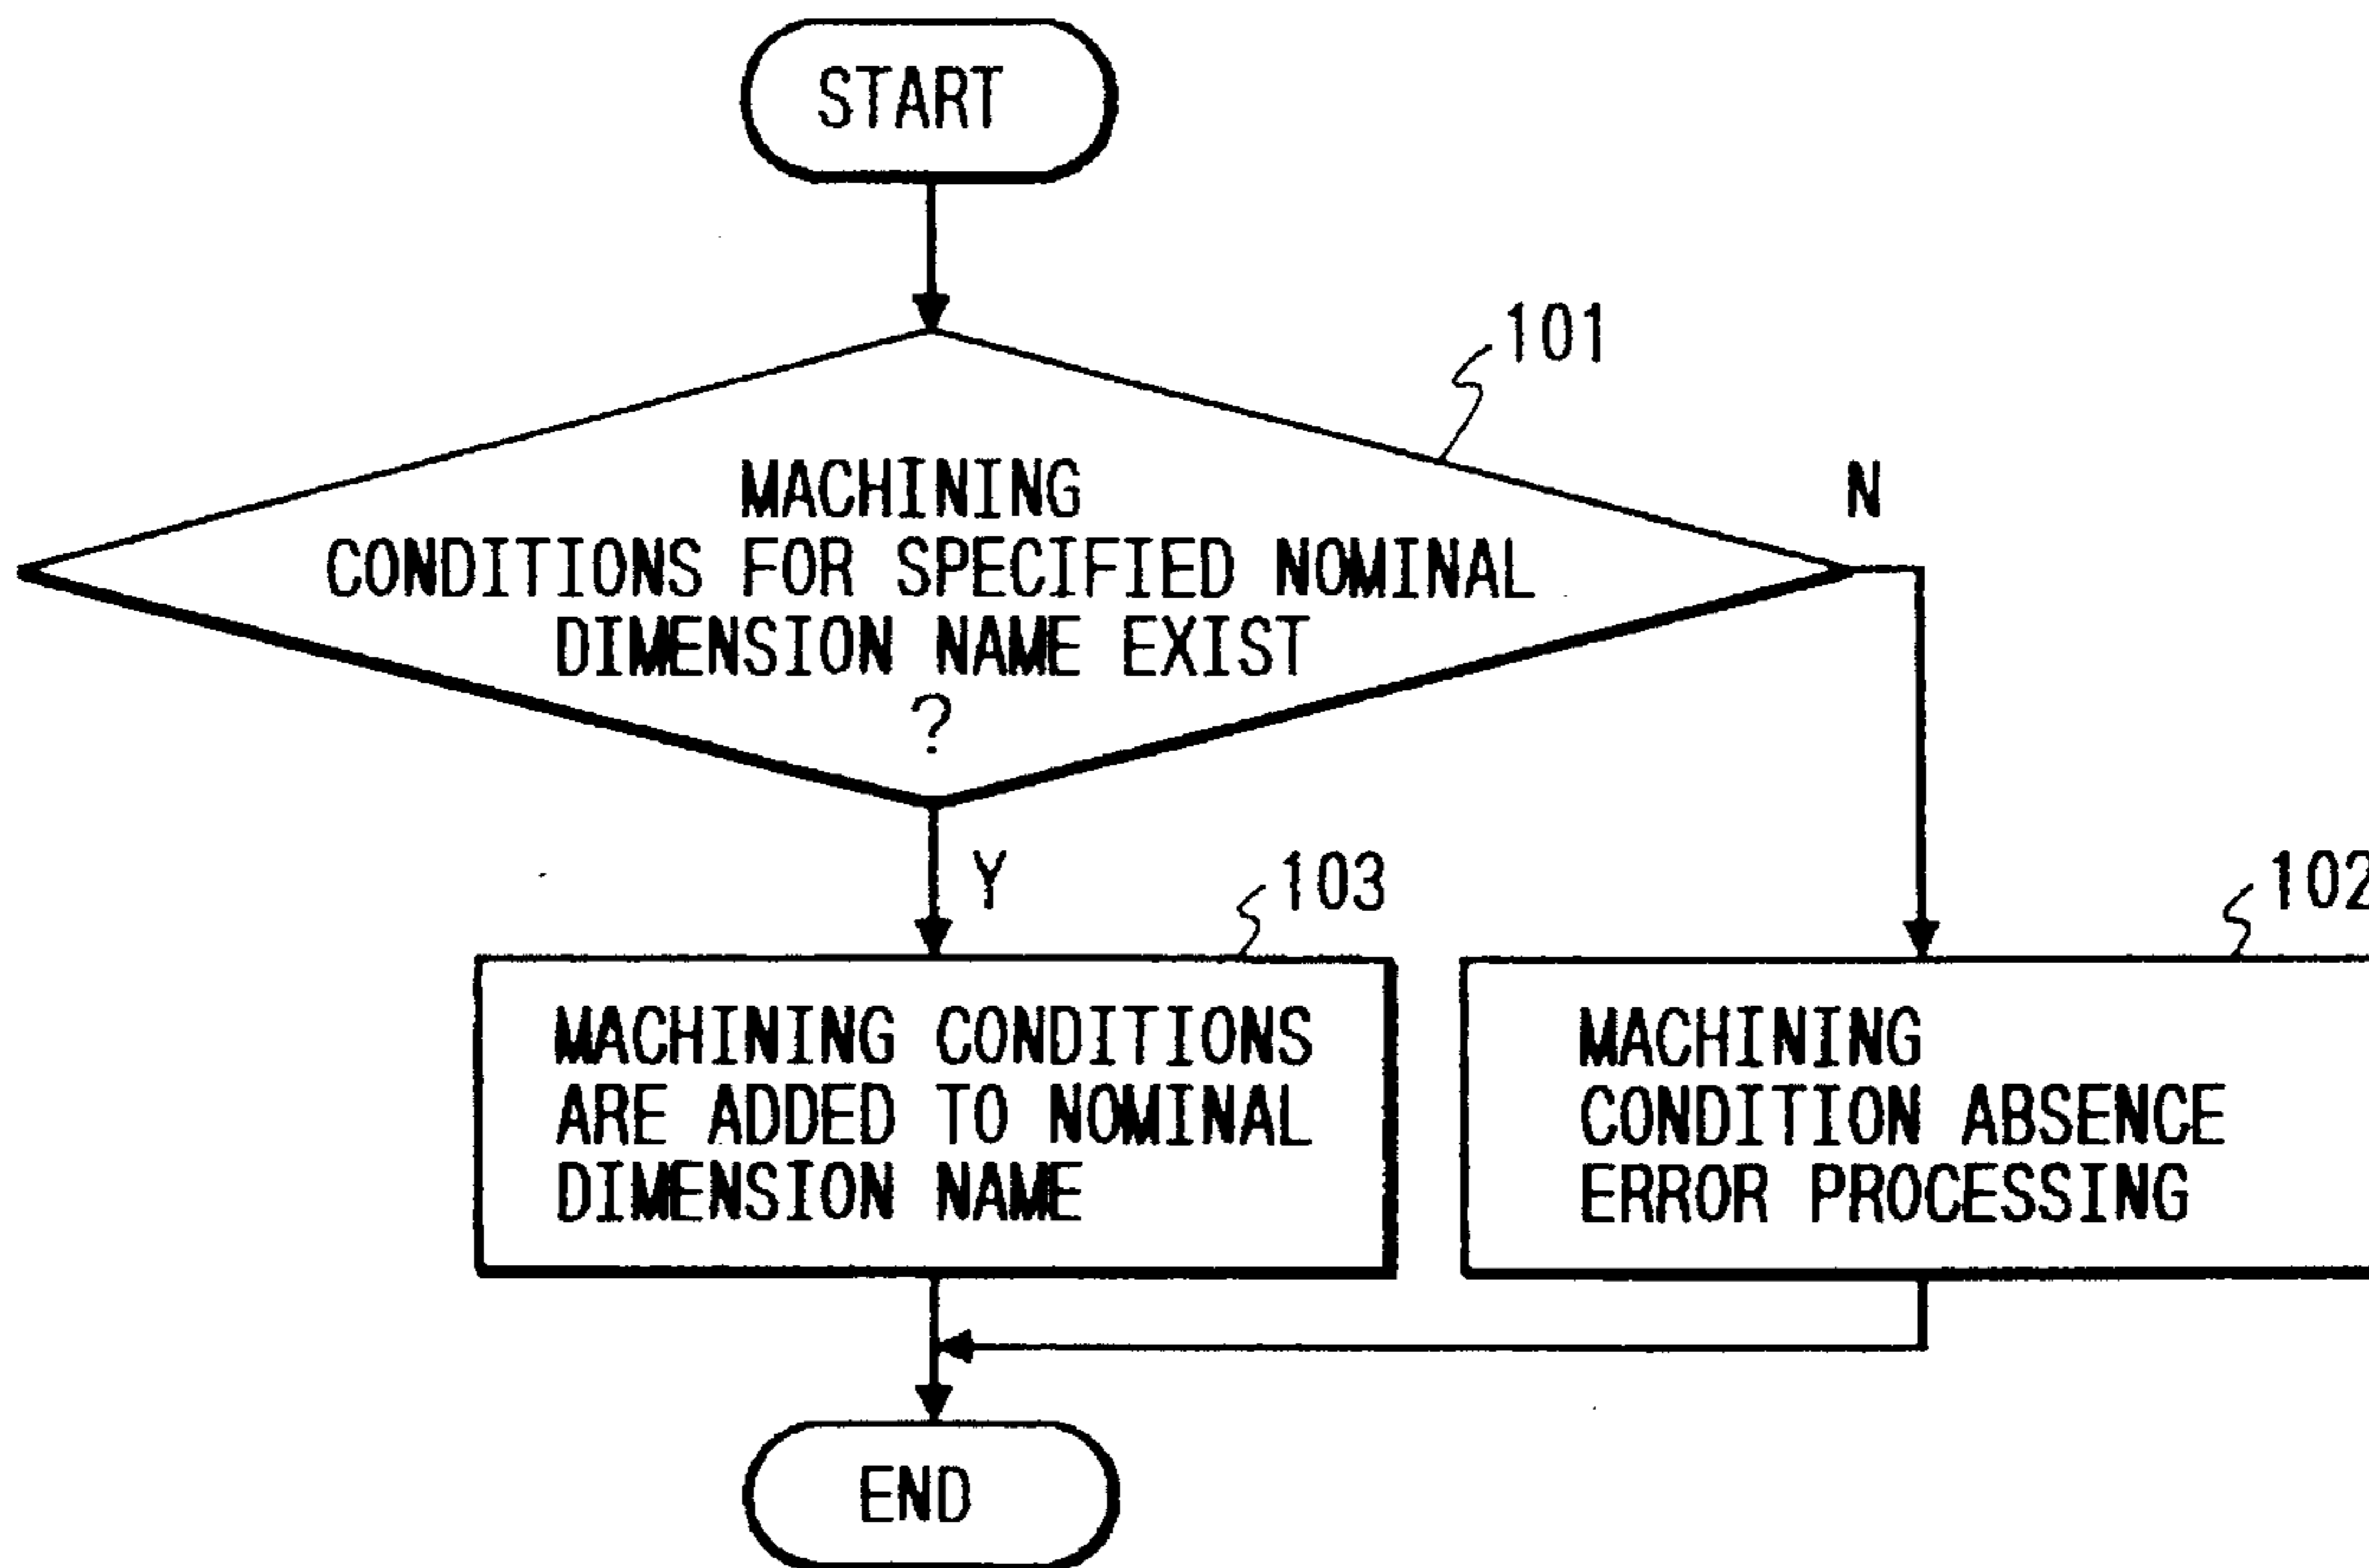 START
101
MACHINING
CONDITIONS FOR SPECIFIED NOMINAL
DIMENSION NAME EXIST
?
N
Y
103
102
MACHINING CONDITIONS
ARE ADDED TO NOMINAL
DIMENSION NAME
MACHINING
CONDITION ABSENCE
ERROR PROCESSING
END